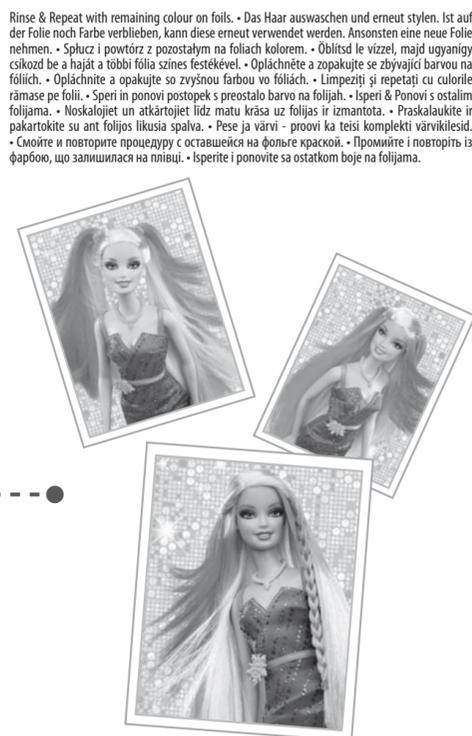 Rinse & Repeat with remaining colour on foils. • Das Haar auswaschen und erneut stylen. Ist auf
der Folie noch Farbe verblieben, kann diese erneut verwendet werden. Ansonsten eine neue Folie
nehmen. • Spłucz i powtórz z pozostałym na foliach kolorem. • Öblítsd le vízzel, majd ugyanígy
csíkozd be a haját a többi fólia színes festékével. • Opláchněte a zopakujte se zbývající barvou na
fóliích. • Opláchnite a opakujte so zvyšnou farbou vo fóliách. • Limpeziți și repetați cu culorile
rămase pe folii. • Speri in ponovi postopek s preostalo barvo na folijah. • Isperi & Ponovi s ostalim
folijama. • Noskalojiet un atkārtojiet līdz matu krāsa uz folijas ir izmantota. • Praskalaukite ir
pakartokite su ant folijos likusia spalva. • Pese ja värvi - proovi ka teisi komplekti värvikilesid.
• Смойте и повторите процедуру с оставшейся на фольге краской. • Промийте і повторіть із
фарбою, що залишилася на плівці. • Isperite i ponovite sa ostatkom boje na folijama.